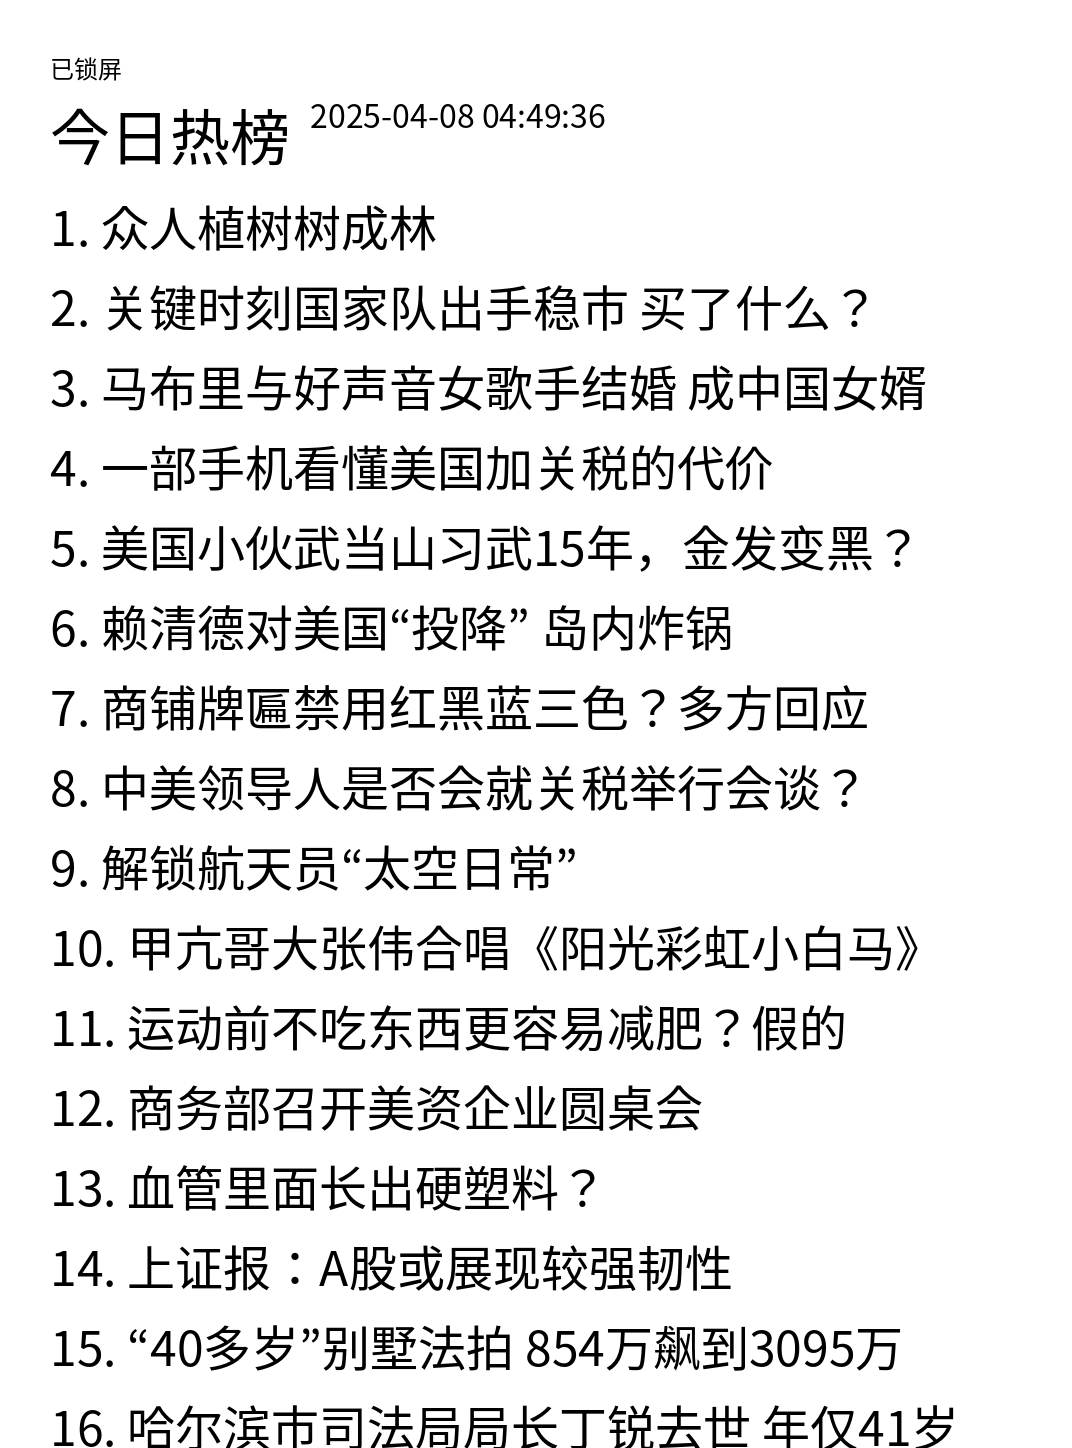 已锁屏
今日热榜 2025-04-08 04:49:36
1. 众人植树树成林
2. 关键时刻国家队出手稳市 买了什么？
3. 马布里与好声音女歌手结婚 成中国女婿
4. 一部手机看懂美国加关税的代价
5. 美国小伙武当山习武15年，金发变黑？
6. 赖清德对美国“投降” 岛内炸锅
7. 商铺牌匾禁用红黑蓝三色？多方回应
8. 中美领导人是否会就关税举行会谈？
9. 解锁航天员“太空日常”
10. 甲亢哥大张伟合唱《阳光彩虹小白马》
11. 运动前不吃东西更容易减肥？假的
12. 商务部召开美资企业圆桌会
13. 血管里面长出硬塑料？
14. 上证报：A股或展现较强韧性
15. “40多岁”别墅法拍 854万飙到3095万
16. 哈尔滨市司法局局长丁锐去世 年仅41岁